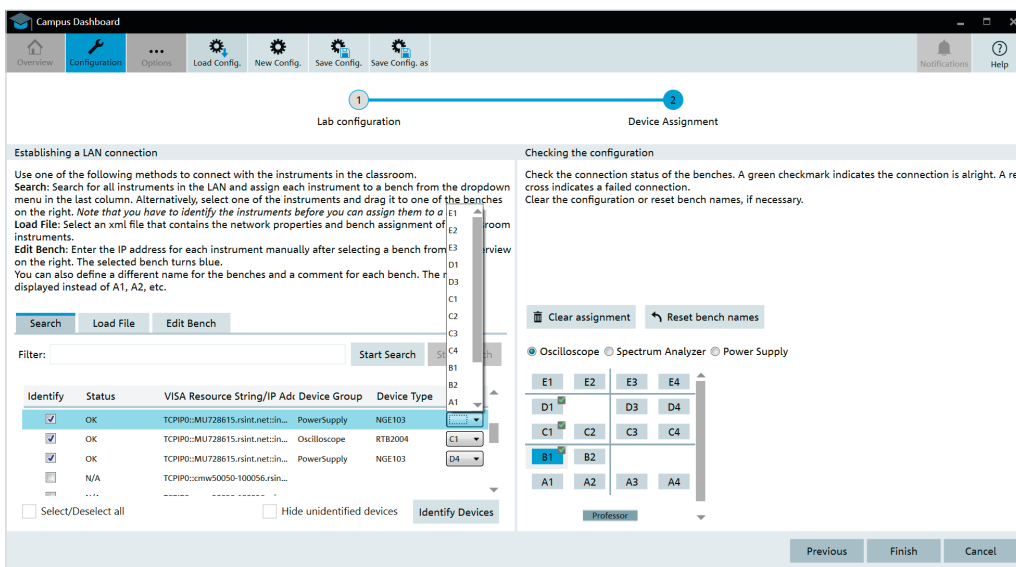 Campus Dashboard
Overview
Configuration
Options
Load Config.
New Config.
Save Config.
Save Config. as
Notifications
?
Help
1
2
Lab configuration
Device Assignment
Establishing a LAN connection
Use one of the following methods to connect with the instruments in the classroom.
Search: Search for all instruments in the LAN and assign each instrument to a bench from the dropdown
menu in the last column. Alternatively, select one of the instruments and drag it to one of the benches
on the right. Note that you have to identify the instruments before you can assign them to a
Load File: Select an xml file that contains the network properties and bench assignment of room
instruments.
Edit Bench: Enter the IP address for each instrument manually after selecting a bench from erview
on the right. The selected bench turns blue.
You can also define a different name for the benches and a comment for each bench. The
displayed instead of A1, A2, etc.
E1
E2
E3
D1
D3
C1
C2
C3
C4
B1
B2
A1
Search
Load File
Edit Bench
Filter:
Start Search
Identify
Status
VISA Resource String/IP Adc
Device Group
Device Type
OK
TCPIP0::MU728615.rsint.net::in...
PowerSupply
NGE103
OK
TCPIP0::MU728615.rsint.net::in...
Oscilloscope
RTB2004
C1
OK
TCPIP0::MU728615.rsint.net::in...
PowerSupply
NGE103
D4
N/A
TCPIP0::cmw50050-100056.rsin...
Select/Deselect all
Hide unidentified devices
Identify Devices
Checking the configuration
Check the connection status of the benches. A green checkmark indicates the connection is alright. A re
cross indicates a failed connection.
Clear the configuration or reset bench names, if necessary.
Clear assignment
Reset bench names
Oscilloscope
Spectrum Analyzer
Power Supply
E1 E2 E3 E4
D1 D3 D4
C1 C2 C3 C4
B1 B2
A1 A2 A3 A4
Professor
Previous
Finish
Cancel